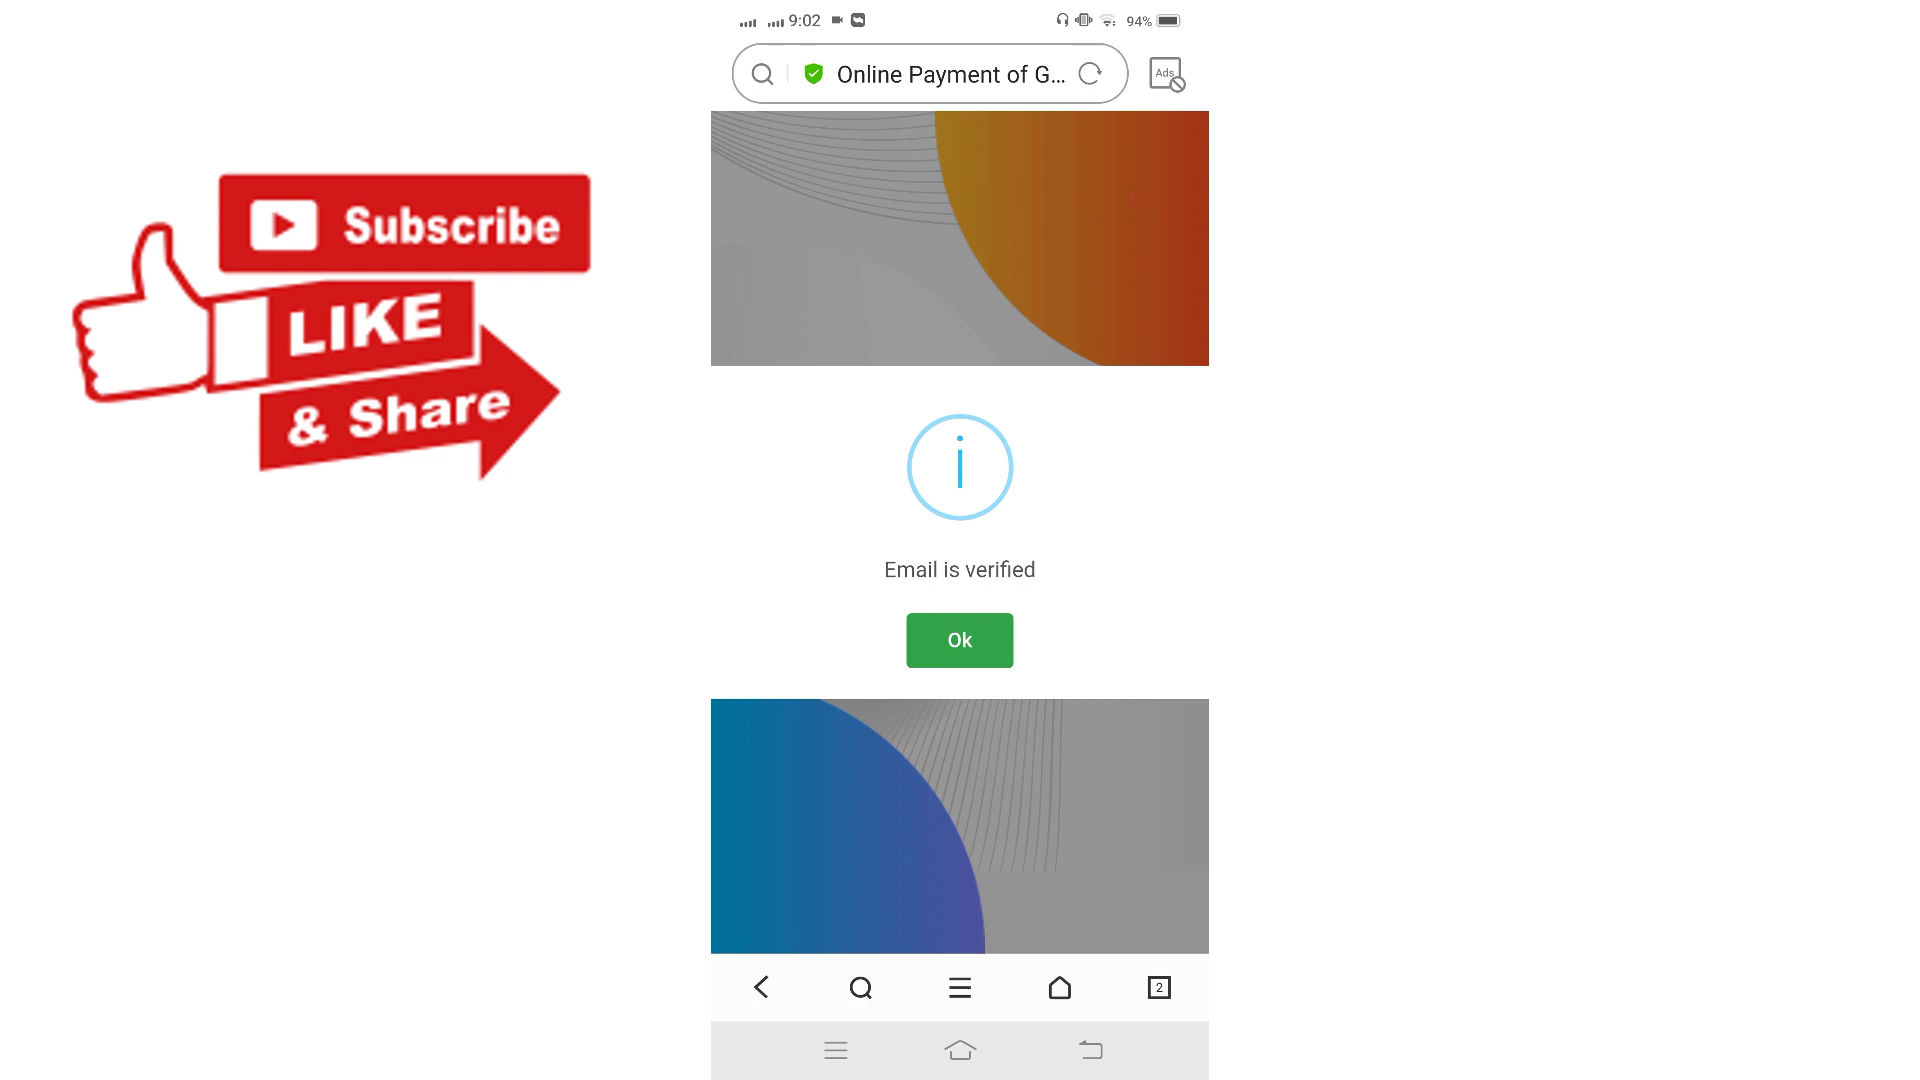 9:02
94%
Online Payment of G...
Ads
Subscribe
LIKE
& Share
i
Email is verified
Ok
2